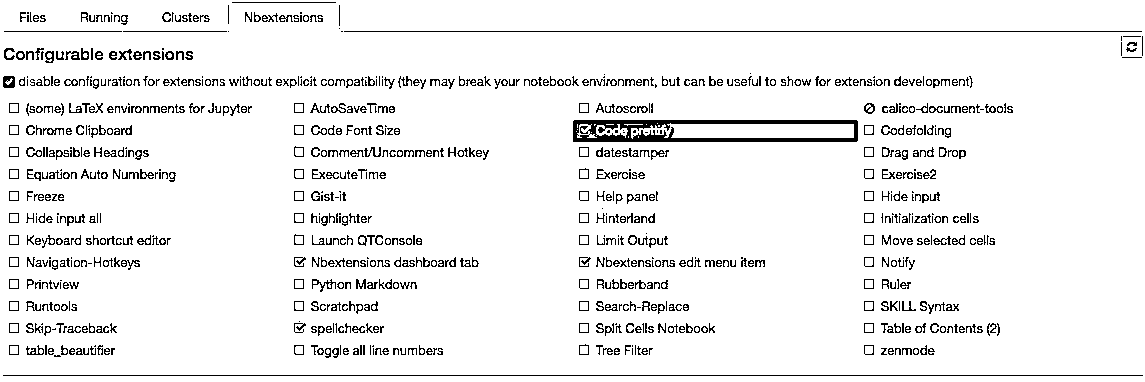 Files Running Clusters Nbextensions
Configurable extensions
disable configuration for extensions without explicit compatibility (they may break your notebook environment, but can be useful to show for extension development)
(some) LaTeX environments for Jupyter AutoSaveTime Autoscroll calico-document-tools
Chrome Clipboard Code Font Size Code prettify Codefolding
Collapsible Headings Comment/Uncomment Hotkey datestamper Drag and Drop
Equation Auto Numbering ExecuteTime Exercise Exercise2
Freeze Gist-it Help panel Hide input
Hide input all highlighter Hinterland Initialization cells
Keyboard shortcut editor Launch QTConsole Limit Output Move selected cells
Navigation-Hotkeys Nbextensions dashboard tab Nbextensions edit menu item Notify
Printview Python Markdown Rubberband Ruler
Runtools Scratchpad Search-Replace SKILL Syntax
Skip-Traceback spellchecker Split Cells Notebook Table of Contents (2)
table_beautifier Toggle all line numbers Tree Filter zenmode